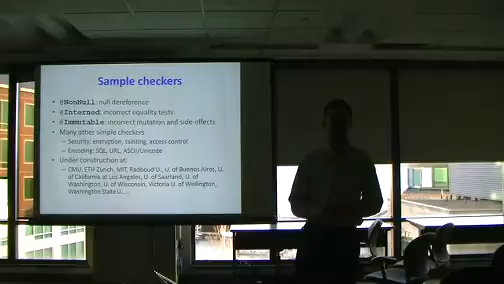 Sample checkers
• @NonNull: null dereference
• @Interned: incorrect equality tests
• @Immutable: incorrect mutation and side-effects
• Many other simple checkers
– Security: encryption, tainting, access control
– Encoding: SQL, URL, ASCII/Unicode
• Under construction at:
– CMU, ETH Zurich, MIT, Radboud U., U. of Buenos Aires, U.
of California at Los Angeles, U. of Saarland, U. of
Washington, U. of Wisconsin, Victoria U. of Wellington,
Washington State U., ...